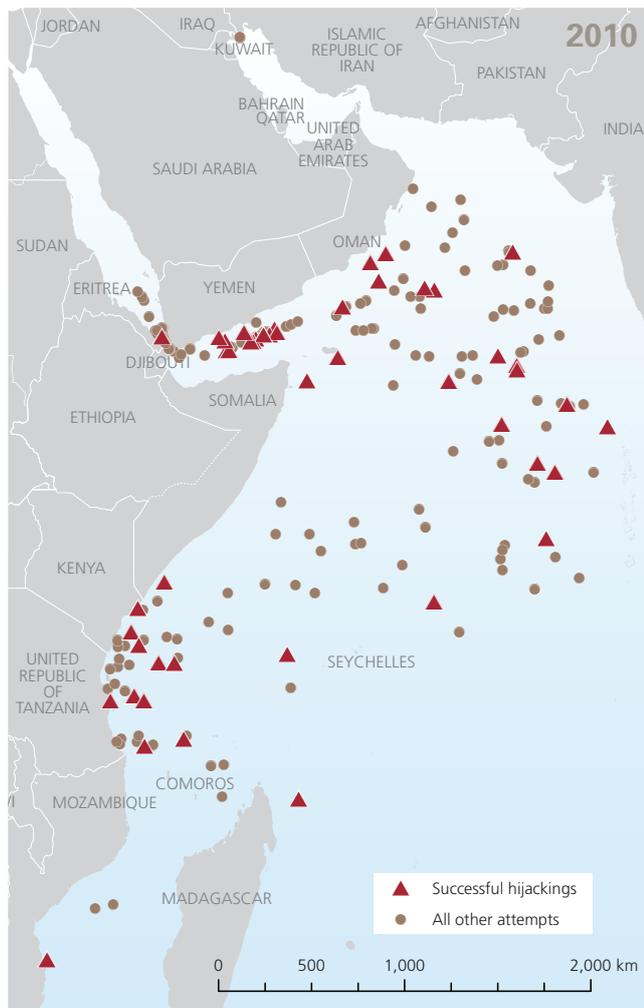 2010
JORDAN
IRAQ
KUWAIT
ISLAMIC
REPUBLIC OF
IRAN
AFGHANISTAN
PAKISTAN
INDIA
BAHRAIN
QATAR
UNITED
ARAB
EMIRATES
SAUDI ARABIA
SUDAN
OMAN
ERITREA
YEMEN
DJIBOUTI
SOMALIA
ETHIOPIA
KENYA
UNITED
REPUBLIC
OF
TANZANIA
SEYCHELLES
COMOROS
VI
MOZAMBIQUE
MADAGASCAR
Successful hijackings
All other attempts
0 500 1,000 2,000 km